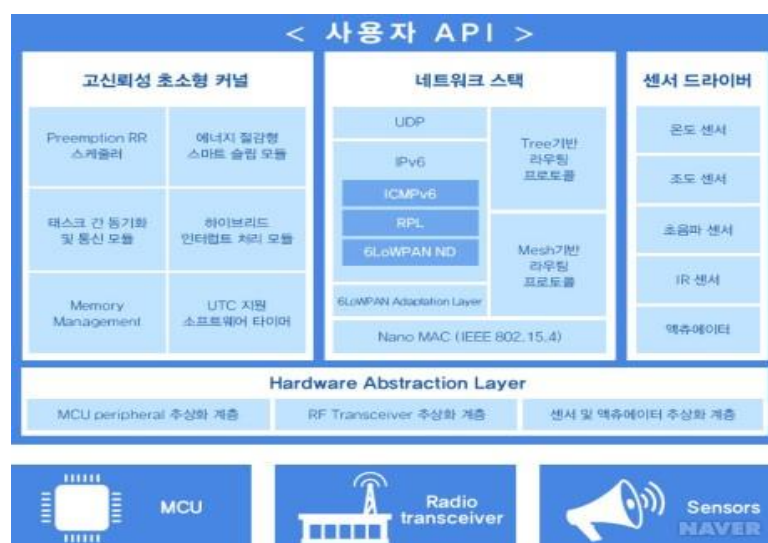 < 사용자 API >
고신뢰성 초소형 커널
Preemption RR
스케줄러
에너지 절감형
스마트 슬립 모듈
태스크 간 동기화
및 통신 모듈
하이브리드
인터럽트 처리 모듈
Memory
Management
UTC 지원
소프트웨어 타이머
네트워크 스택
UDP
IPv6
ICMPv6
RPL
6LoWPAN ND
6LoWPAN Adaptation Layer
Tree기반
라우팅
프로토콜
Mesh기반
라우팅
프로토콜
Nano MAC (IEEE 802.15.4)
센서 드라이버
온도 센서
조도 센서
초음파 센서
IR 센서
액츄에이터
Hardware Abstraction Layer
MCU peripheral 추상화 계층
RF Transceiver 추상화 계층
센서 및 액츄에이터 추상화 계층
MCU
Radio
transceiver
Sensors
NAVER